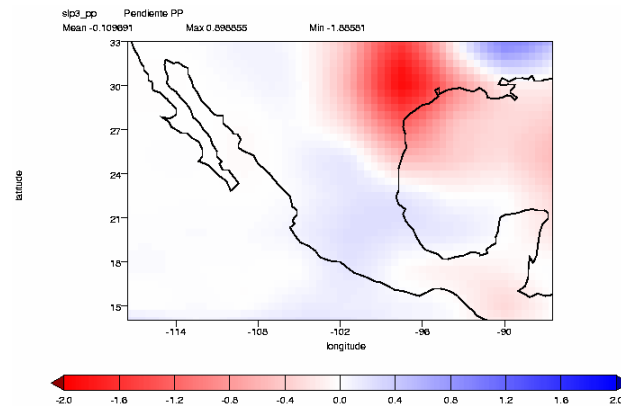 slp3_pp Pendiente PP
Mean -0.109891 Max 0.898855 Min -1.88581
33
30
27
24
21
18
15
latitude
-114 -108 -102 -96 -90
longitude
-2.0 -1.6 -1.2 -0.8 -0.4 0.0 0.4 0.8 1.2 1.6 2.0